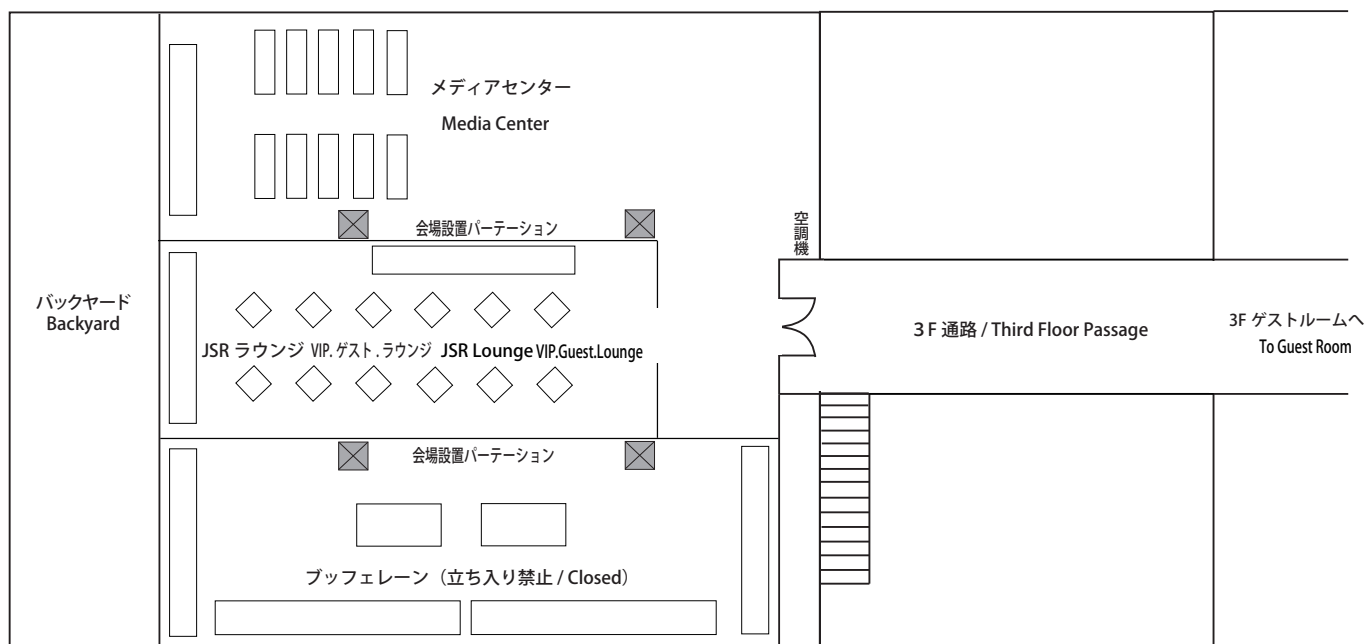 メディアセンター
Media Center
会場設置パーテーション
空調機
バックヤード
Backyard
JSR ラウンジ VIP. ゲスト . ラウンジ JSR Lounge VIP.Guest.Lounge
３F 通路 / Third Floor Passage
3F ゲストルームへ
To Guest Room
会場設置パーテーション
ブッフェレーン（立ち入り禁止 / Closed）